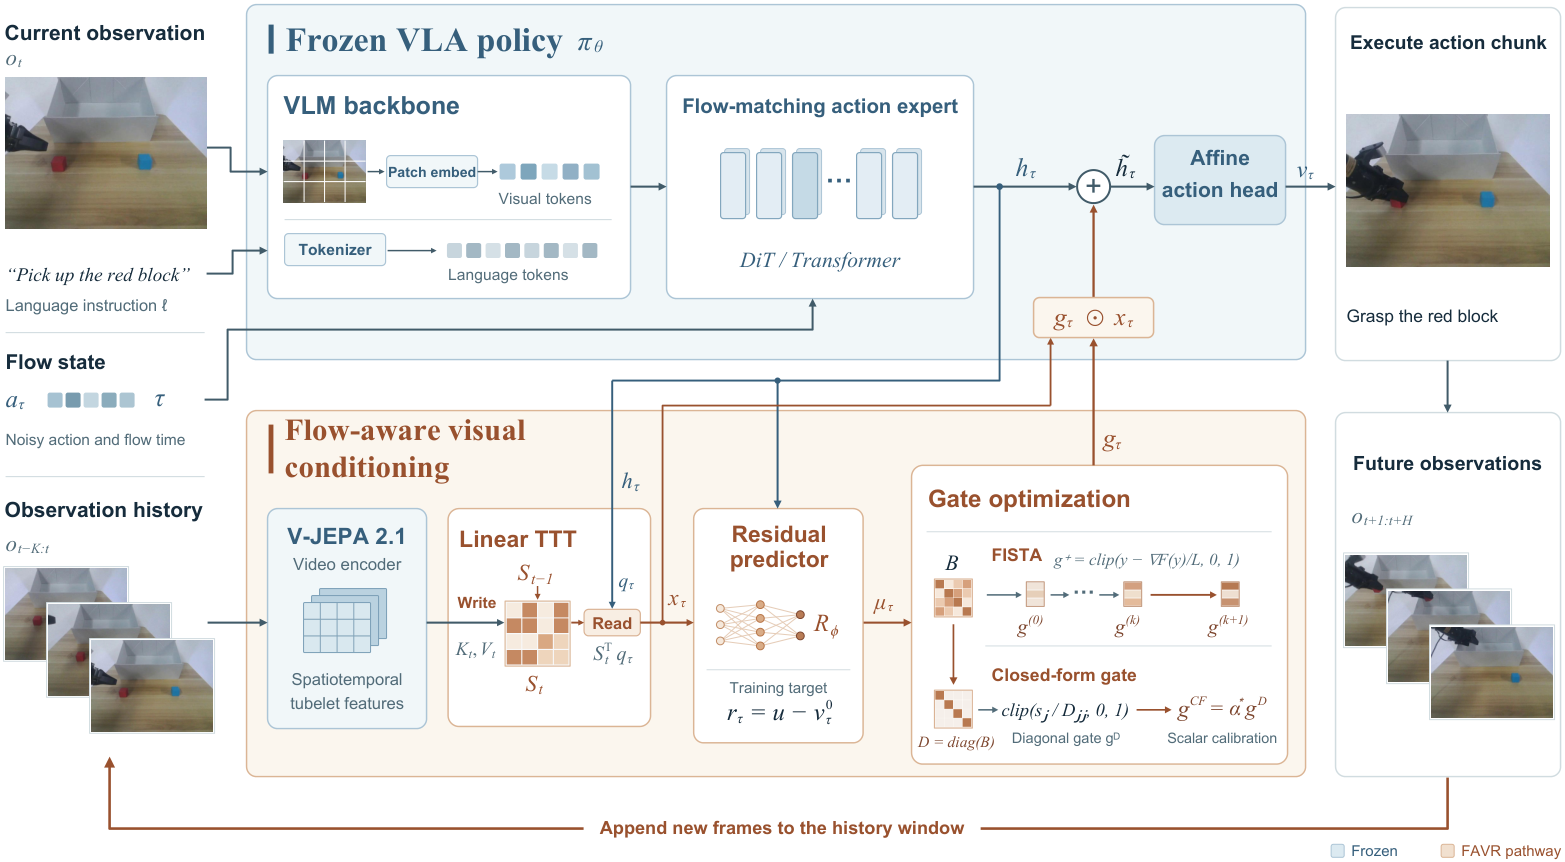 Current observation
o_t
“Pick up the red block”
Language instruction ℓ
Flow state
a_τ τ
Noisy action and flow time
Observation history
o_{t−K:t}
Frozen VLA policy π_θ
VLM backbone
Patch embed
Visual tokens
Tokenizer
Language tokens
Flow-matching action expert
...
DiT / Transformer
h_τ
+
h̃_τ
Affine
action head
v_τ
g_τ ⊙ x_τ
g_τ
Flow-aware visual
conditioning
V-JEPA 2.1
Video encoder
Spatiotemporal
tubelet features
Linear TTT
S_{t−1}
Write
K_t, V_t
S_t
h_τ
q_τ
Read
S_t^T q_τ
x_τ
Residual
predictor
R_ϕ
Training target
r_τ = u − v_τ^0
μ_τ
Gate optimization
B
FISTA g⁺ = clip(y − ∇F(y)/L, 0, 1)
...
g^{(0)} g^{(k)} g^{(k+1)}
Closed-form gate
clip(s_j / D_{jj}, 0, 1)
g^{CF} = α^* g^D
D = diag(B)
Diagonal gate g^D
Scalar calibration
Execute action chunk
Grasp the red block
Future observations
o_{t+1:t+H}
Append new frames to the history window
Frozen
FAVR pathway